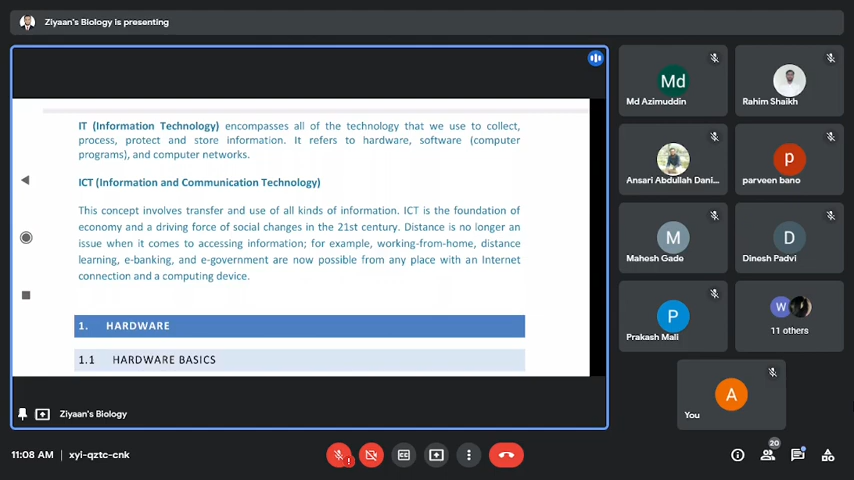 Ziyaan's Biology is presenting
IT (Information Technology) encompasses all of the technology that we use to collect,
process, protect and store information. It refers to hardware, software (computer
programs), and computer networks.
ICT (Information and Communication Technology)
This concept involves transfer and use of all kinds of information. ICT is the foundation of
economy and a driving force of social changes in the 21st century. Distance is no longer an
issue when it comes to accessing information; for example, working-from-home, distance
learning, e-banking, and e-government are now possible from any place with an Internet
connection and a computing device.
1. HARDWARE
1.1 HARDWARE BASICS
Ziyaan's Biology
Md
Md Azimuddin
Rahim Shaikh
Ansari Abdullah Dani...
p
parveen bano
M
Mahesh Gade
D
Dinesh Padvi
P
Prakash Mali
W
11 others
A
You
11:08 AM | xyi-qztc-cnk
20